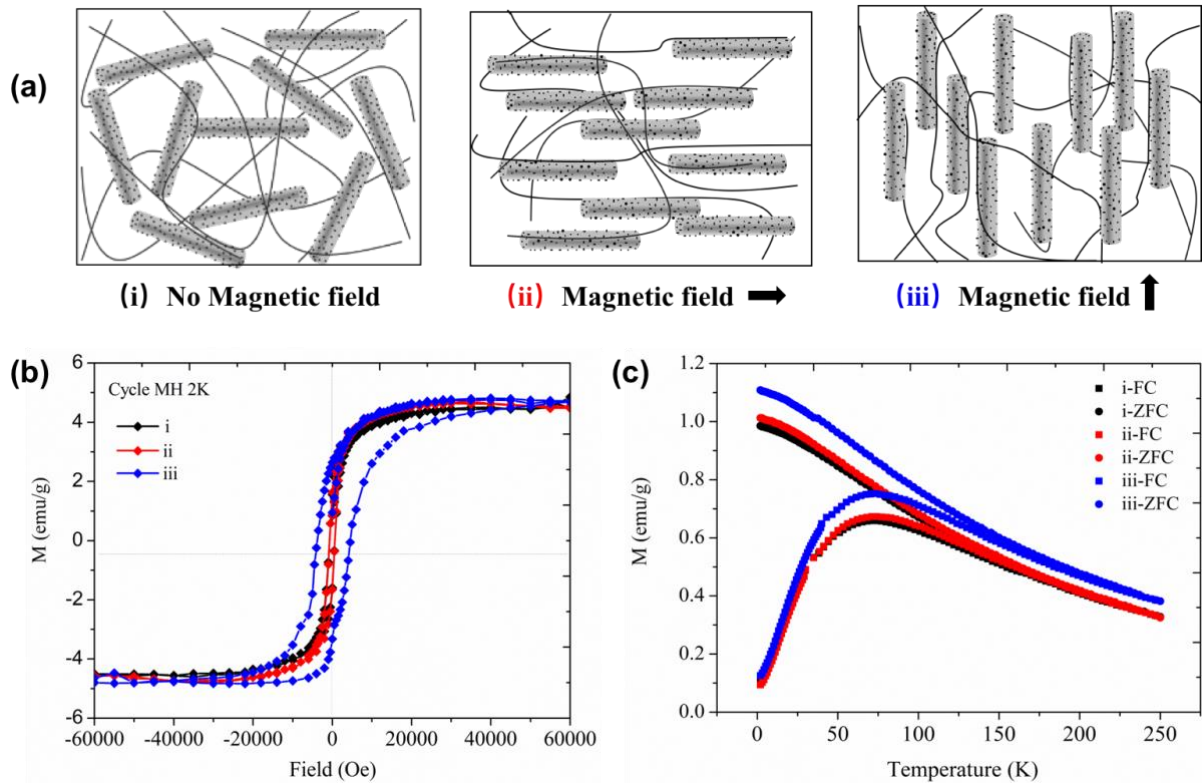 (a)
(i) No Magnetic field
(ii) Magnetic field
(iii) Magnetic field
(b)
Cycle MH 2K
i
ii
iii
M (emu/g)
6
4
2
0
-2
-4
-6
-60000 -40000 -20000 0 20000 40000 60000
Field (Oe)
(c)
i-FC
i-ZFC
ii-FC
ii-ZFC
iii-FC
iii-ZFC
M (emu/g)
1.2
1.0
0.8
0.6
0.4
0.2
0.0
0 50 100 150 200 250
Temperature (K)